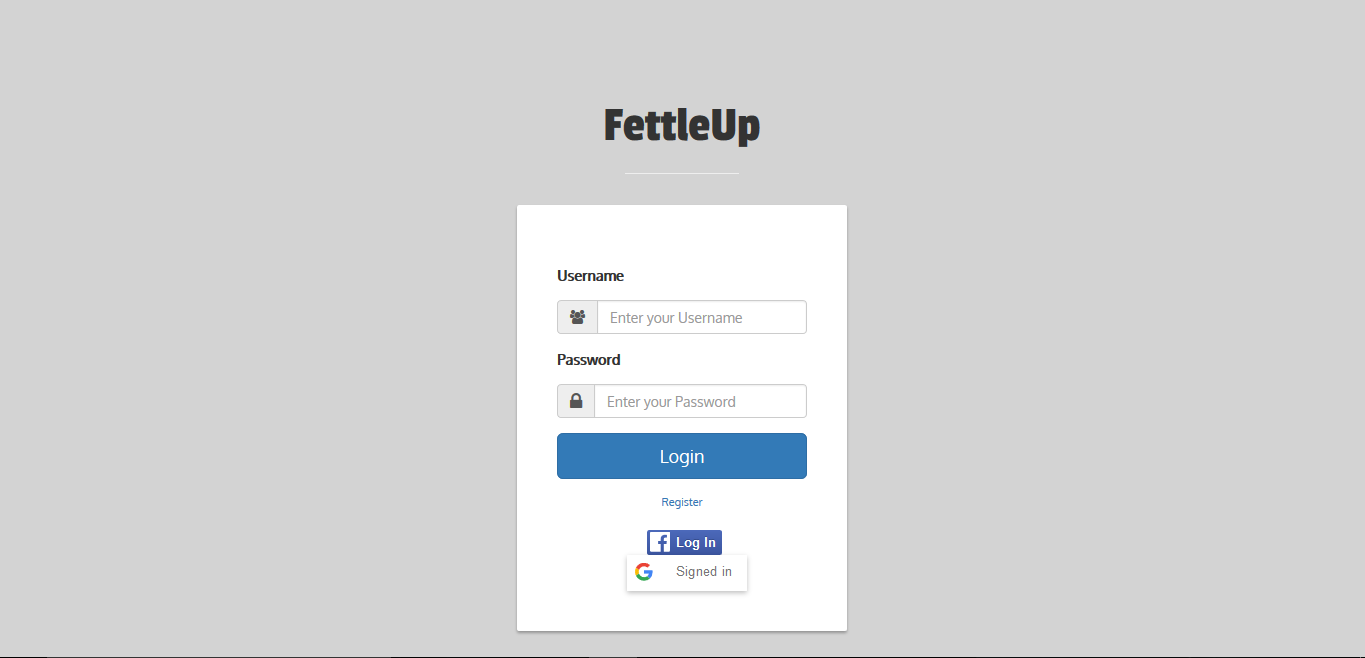 FettleUp
Username
Enter your Username
Password
Enter your Password
Login
Register
Log In
Signed in